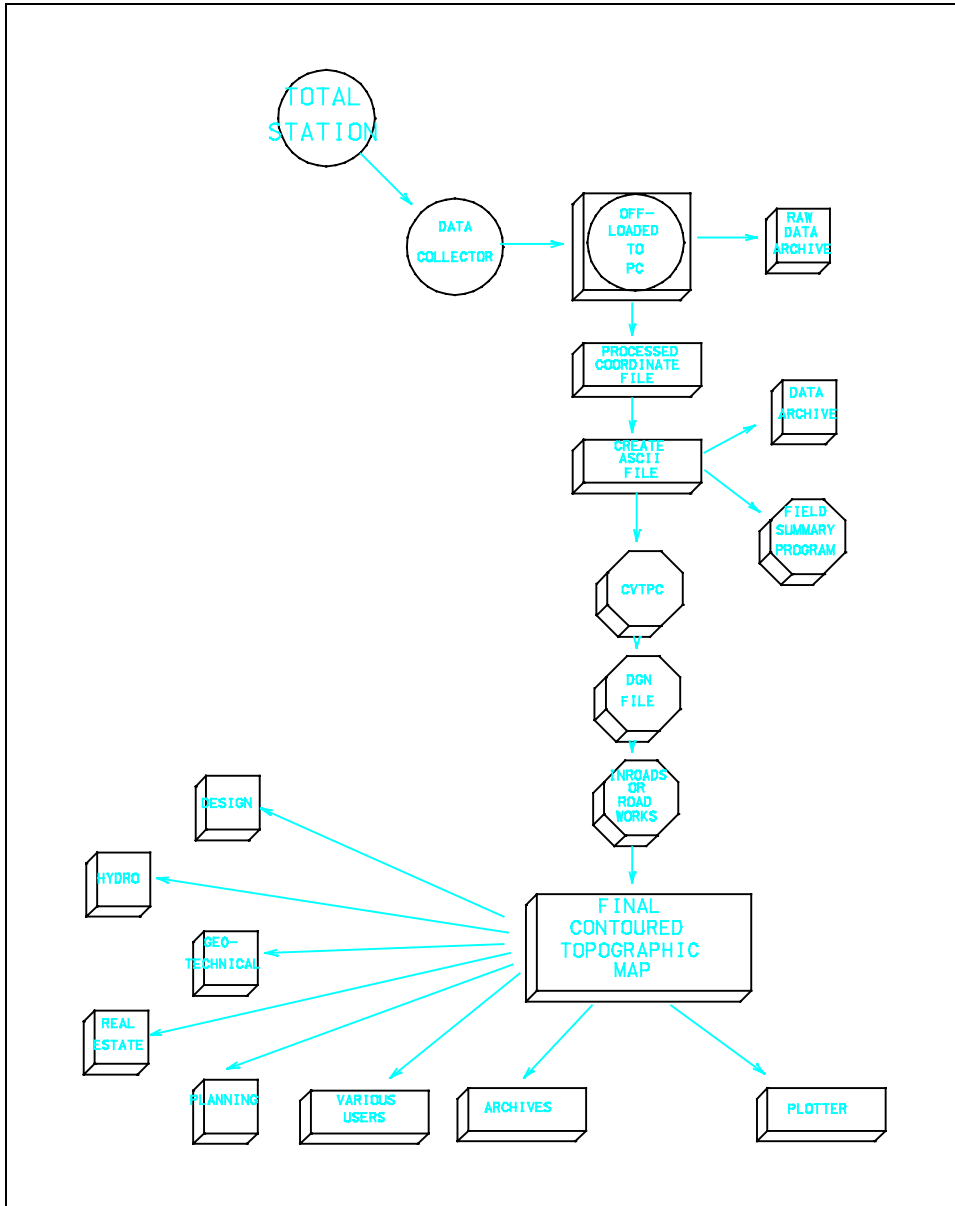 TOTAL
STATION
DATA
COLLECTOR
OFF-
LOADED
TO
PC
RAW
DATA
ARCHIVE
PROCESSED
COORDINATE
FILE
CREATE
ASCII
FILE
DATA
ARCHIVE
FIELD
SUMMARY
PROGRAM
CVTPC
DGN
FILE
INROADS
OR
ROAD
WORKS
FINAL
CONTOURED
TOPOGRAPHIC
MAP
DESIGN
HYDRO
GEO-
TECHNICAL
REAL
ESTATE
PLANNING
VARIOUS
USERS
ARCHIVES
PLOTTER